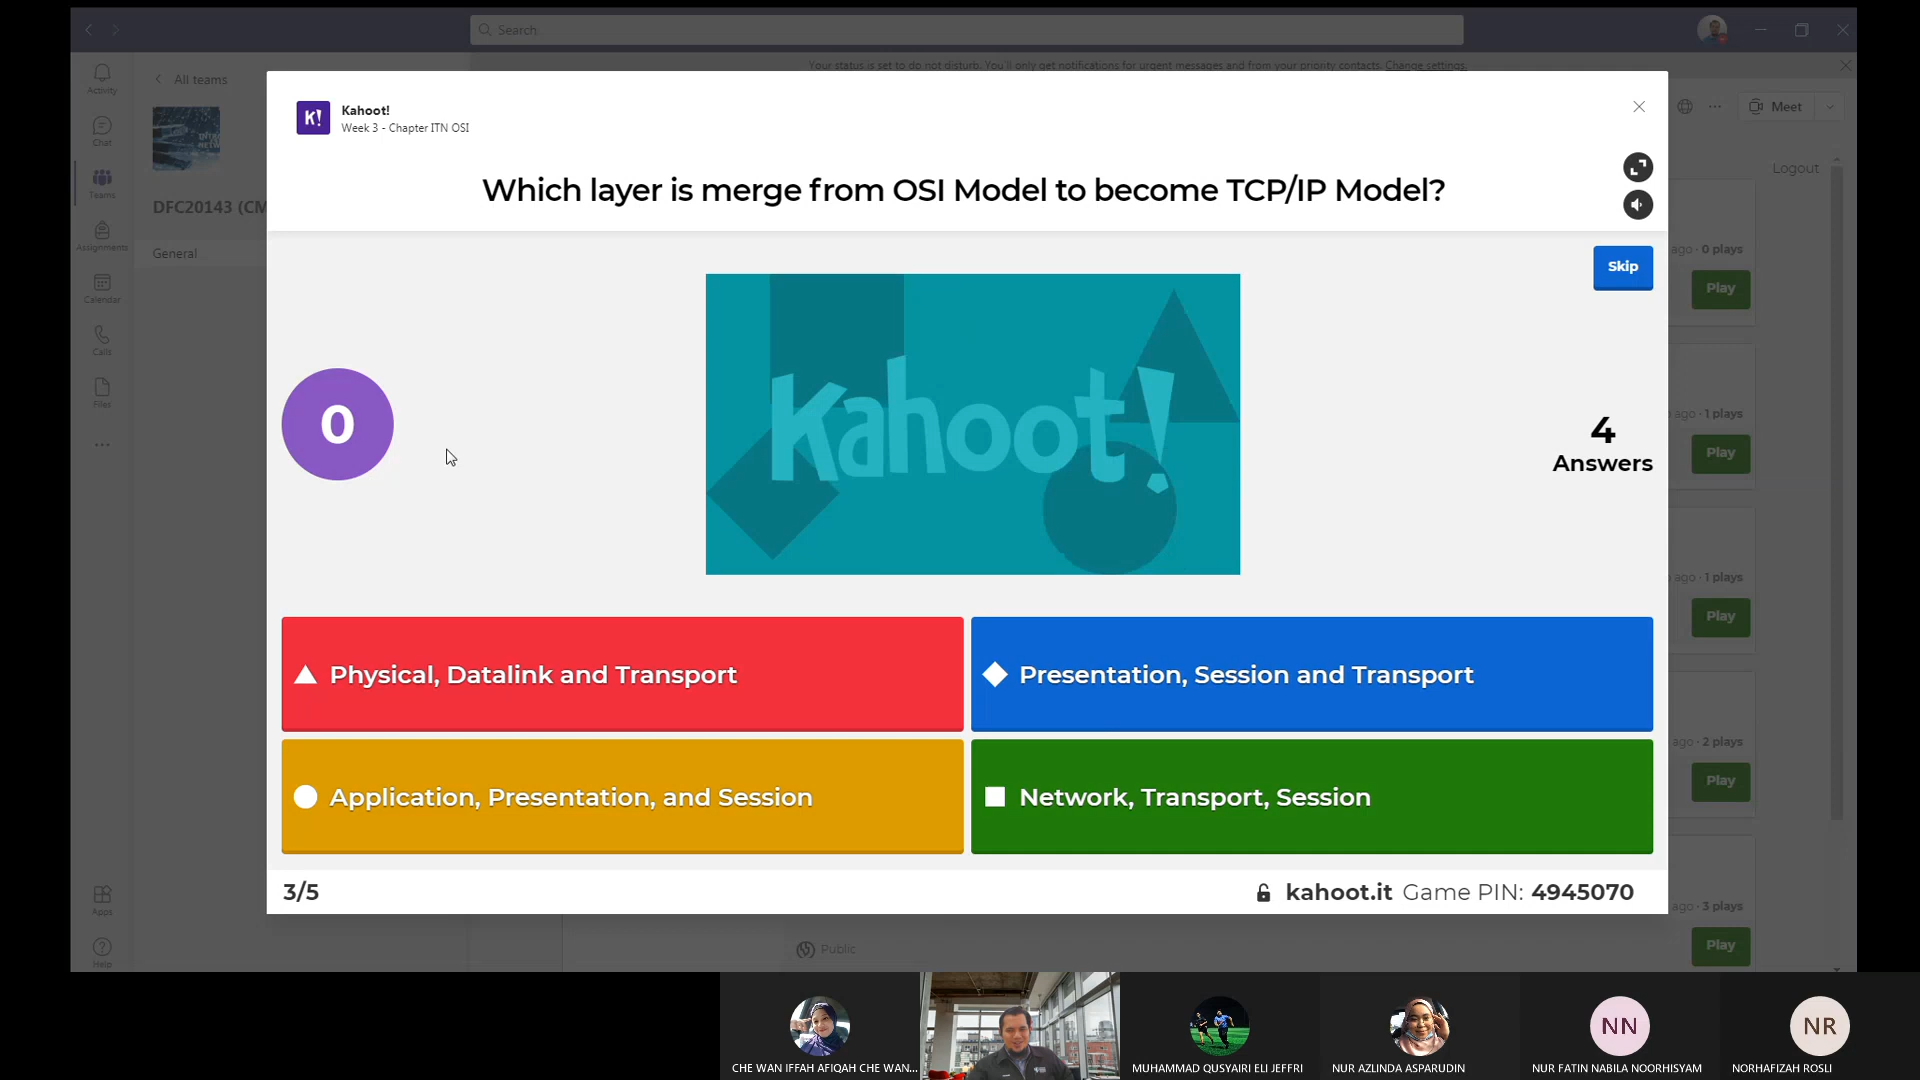 Search
Your status is set to do not disturb. You'll only get notifications for urgent messages and from your priority contacts. Change settings.
Activity
Chat
Teams
Assignments
Calendar
Calls
Files
Apps
Help
All teams
DFC20143 (CM
General
Meet
Logout
Kahoot!
Week 3 - Chapter ITN OSI
Which layer is merge from OSI Model to become TCP/IP Model?
Skip
0
Kahoot!
4
Answers
Physical, Datalink and Transport
Presentation, Session and Transport
Application, Presentation, and Session
Network, Transport, Session
3/5
kahoot.it Game PIN: 4945070
ago · 0 plays
Play
ago · 1 plays
Play
ago · 1 plays
Play
ago · 2 plays
Play
ago · 3 plays
Play
Public
NN
NR
CHE WAN IFFAH AFIQAH CHE WAN...
MUHAMMAD QUSYAIRI ELI JEFFRI
NUR AZLINDA ASPARUDIN
NUR FATIN NABILA NOORHISYAM
NORHAFIZAH ROSLI